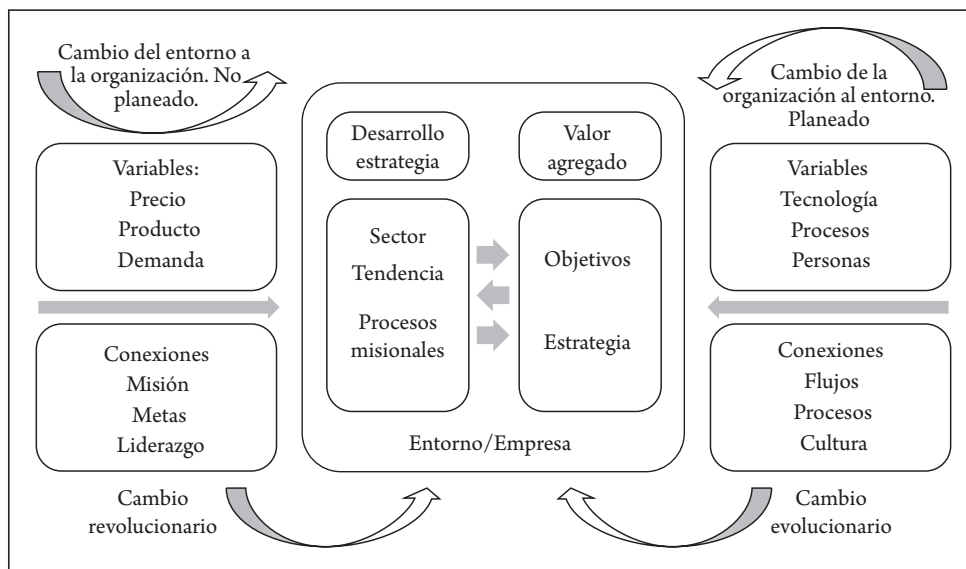 Cambio del entorno a
la organización. No
planeado.
Variables:
Precio
Producto
Demanda
Conexiones
Misión
Metas
Liderazgo
Cambio
revolucionario
Desarrollo
estrategia
Valor
agregado
Sector
Tendencia
Procesos
misionales
Objetivos
Estrategia
Entorno/Empresa
Cambio de la
organización al entorno.
Planeado
Variables
Tecnología
Procesos
Personas
Conexiones
Flujos
Procesos
Cultura
Cambio
evolucionario